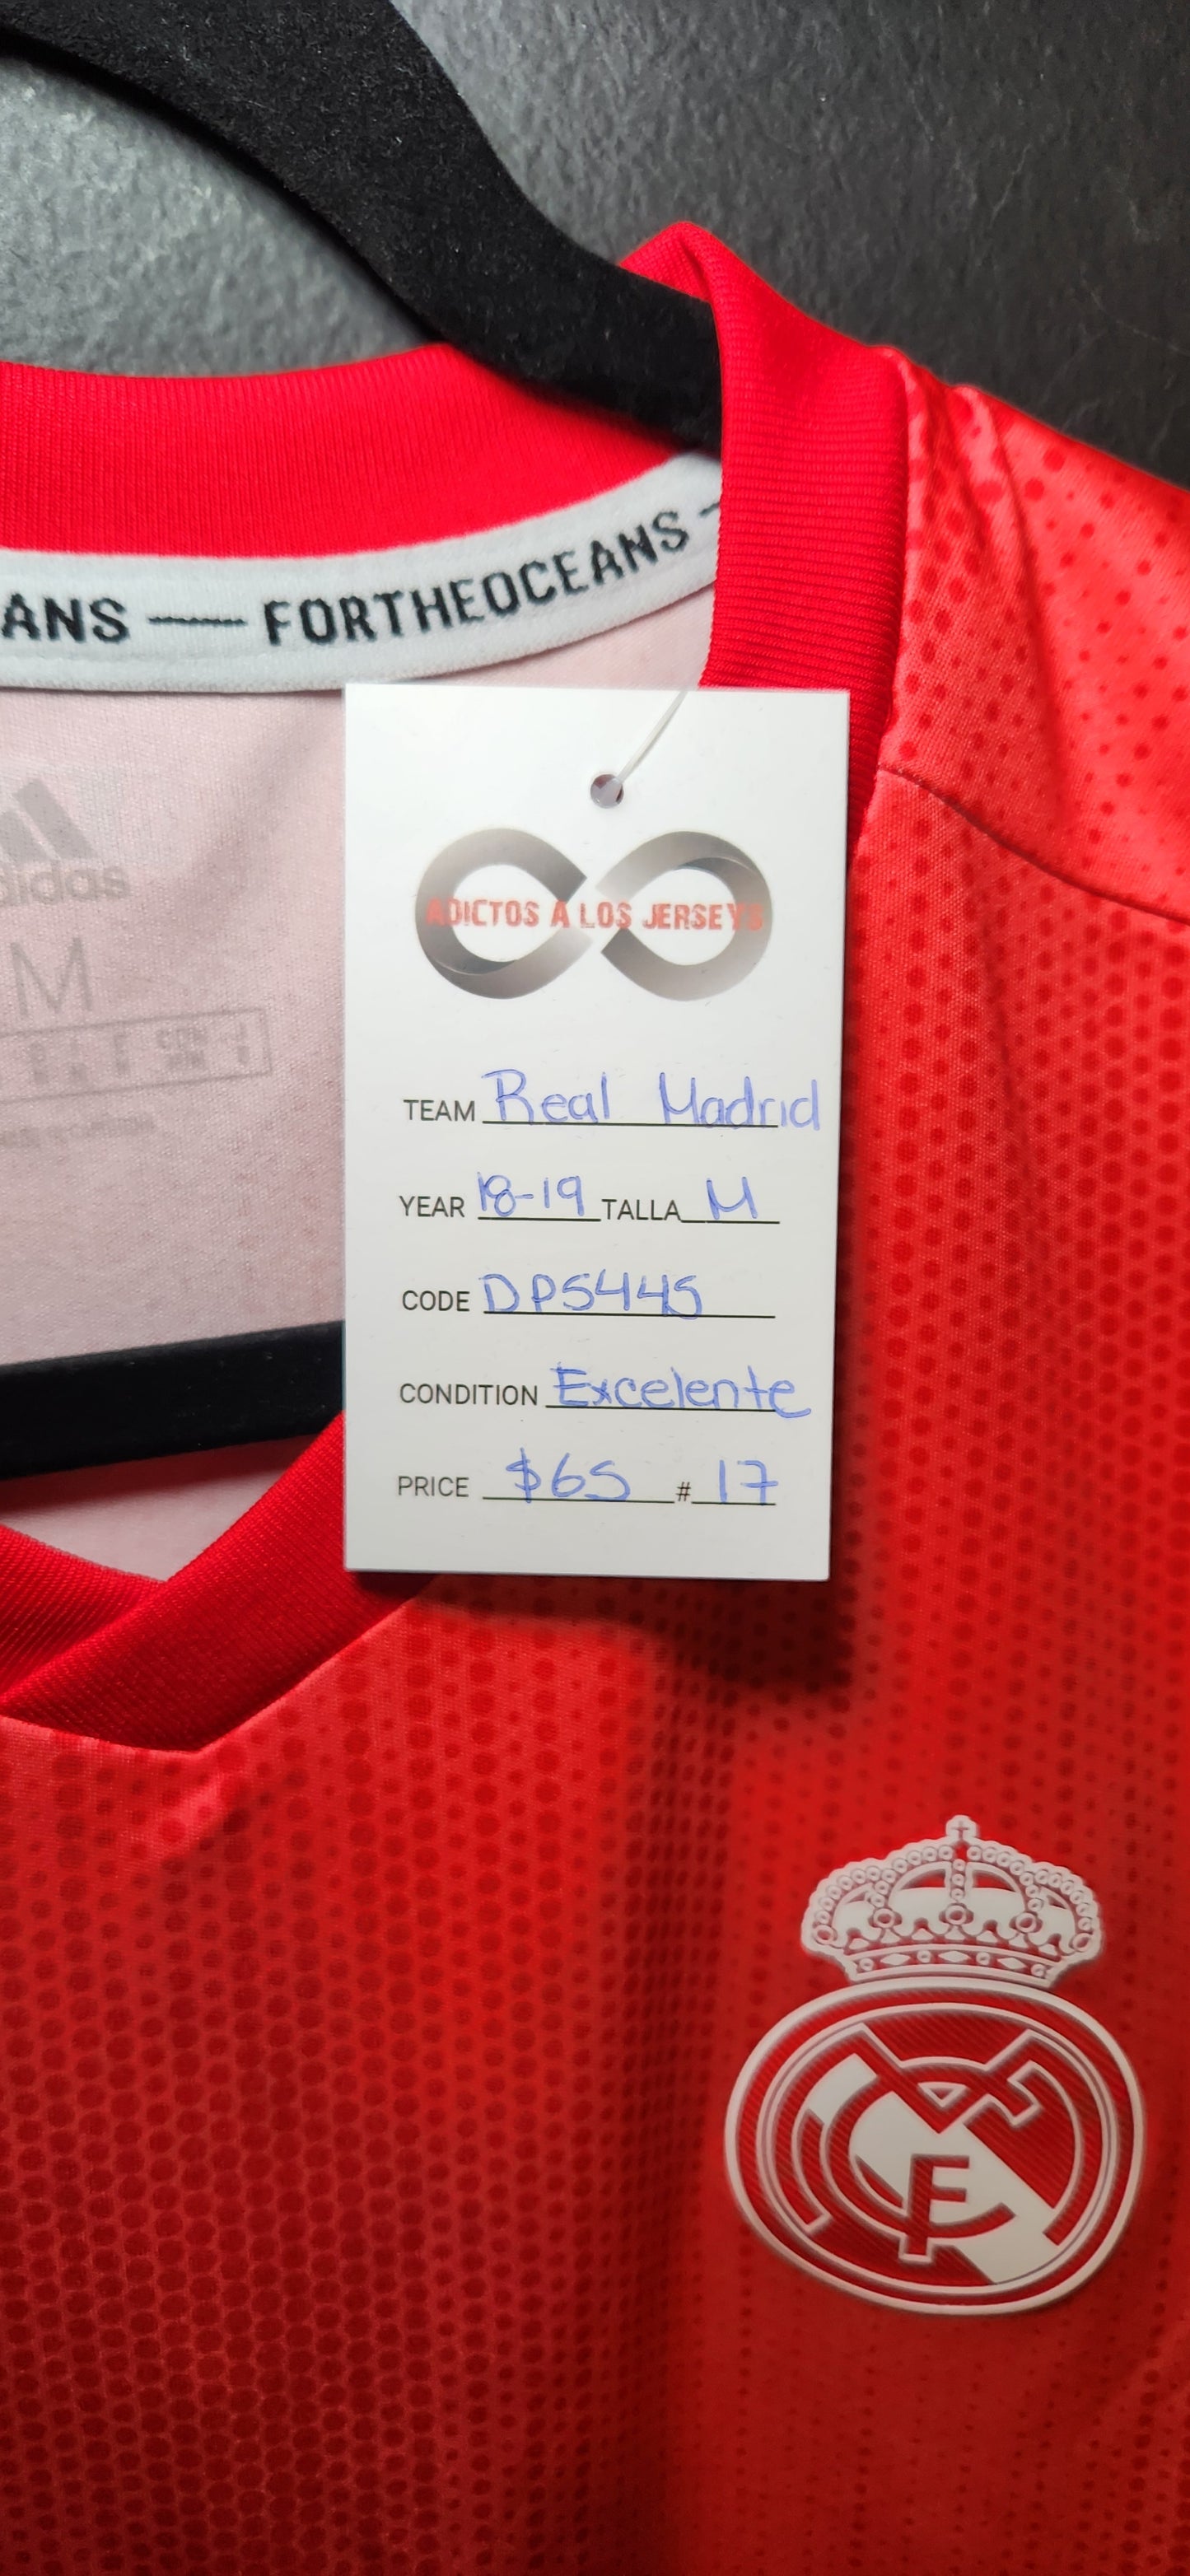 ANS — FORTHEOCEANS -
adidas
M
ADICTOS A LOS JERSEYS
TEAM Real Madrid
YEAR 18-19 TALLA M
CODE DP5445
CONDITION Excelente
PRICE $65 # 17